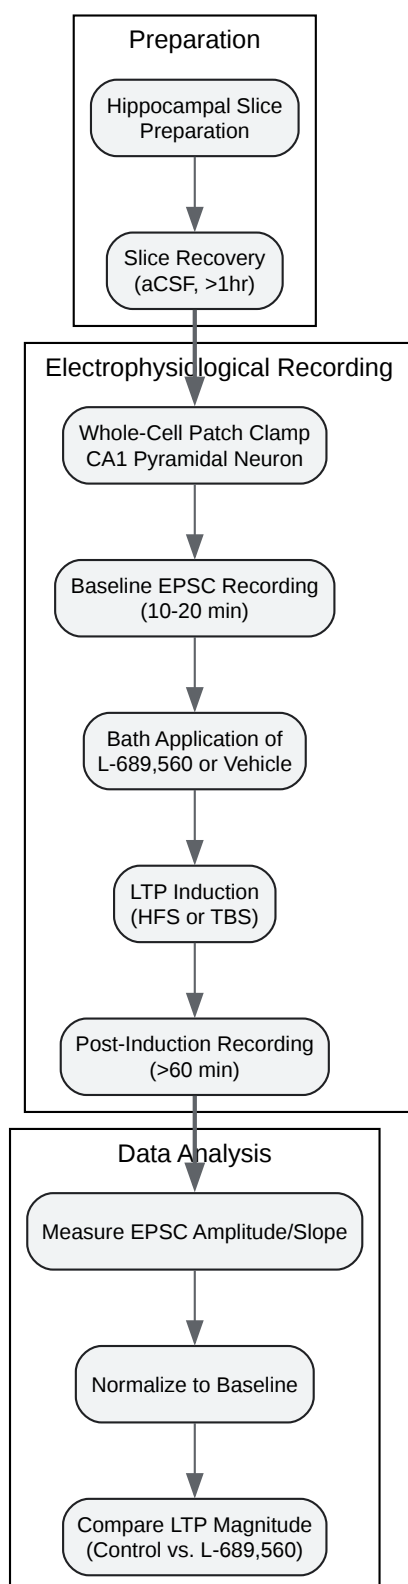 Preparation
Hippocampal Slice
Preparation
Slice Recovery
(aCSF, >1hr)
Electrophysiological Recording
Whole-Cell Patch Clamp
CA1 Pyramidal Neuron
Baseline EPSC Recording
(10-20 min)
Bath Application of
L-689,560 or Vehicle
LTP Induction
(HFS or TBS)
Post-Induction Recording
(>60 min)
Data Analysis
Measure EPSC Amplitude/Slope
Normalize to Baseline
Compare LTP Magnitude
(Control vs. L-689,560)